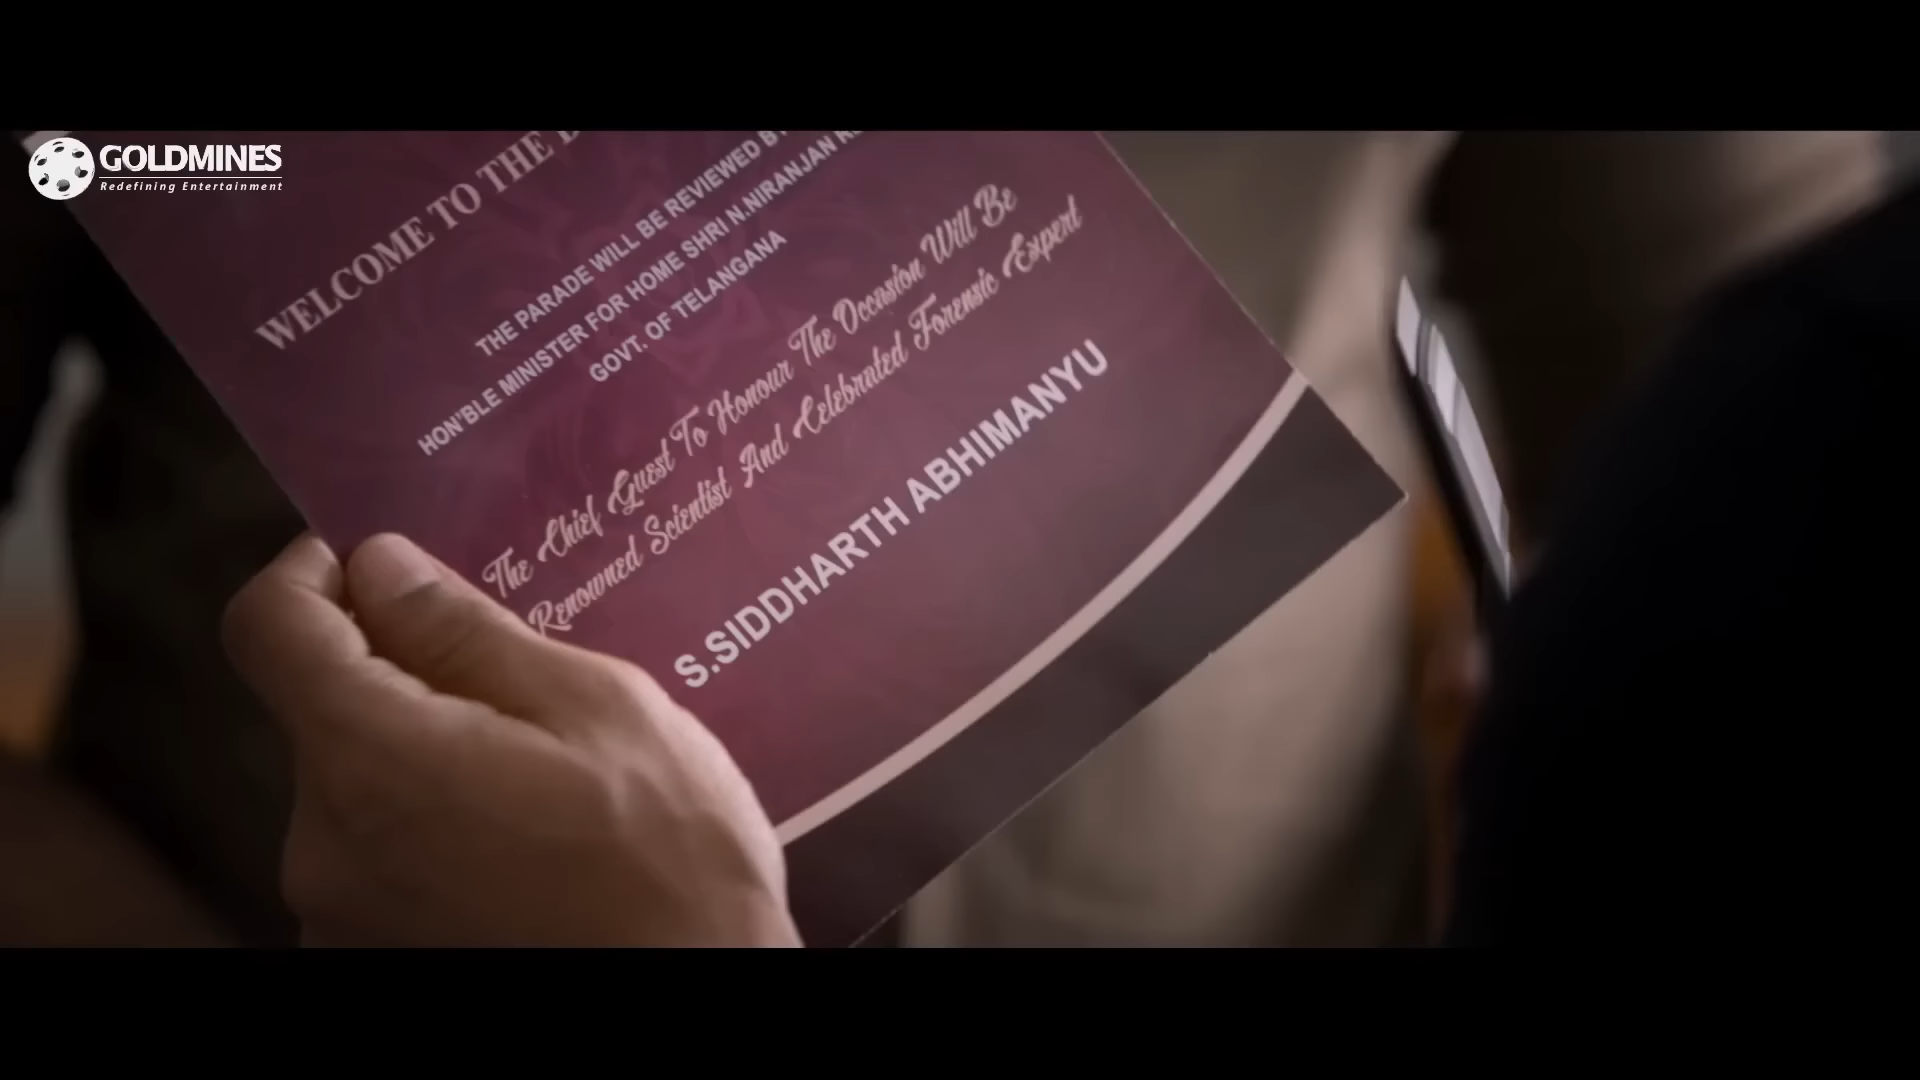 GOLDMINES
Redefining Entertainment
WELCOME TO THE
THE PARADE WILL BE REVIEWED BY
HON'BLE MINISTER FOR HOME SHRI N.NIRANJAN
GOVT. OF TELANGANA
The Chief Guest To Honour The Occasion Will Be
Renowned Scientist And Celebrated Forensic Expert
S.SIDDHARTH ABHIMANYU